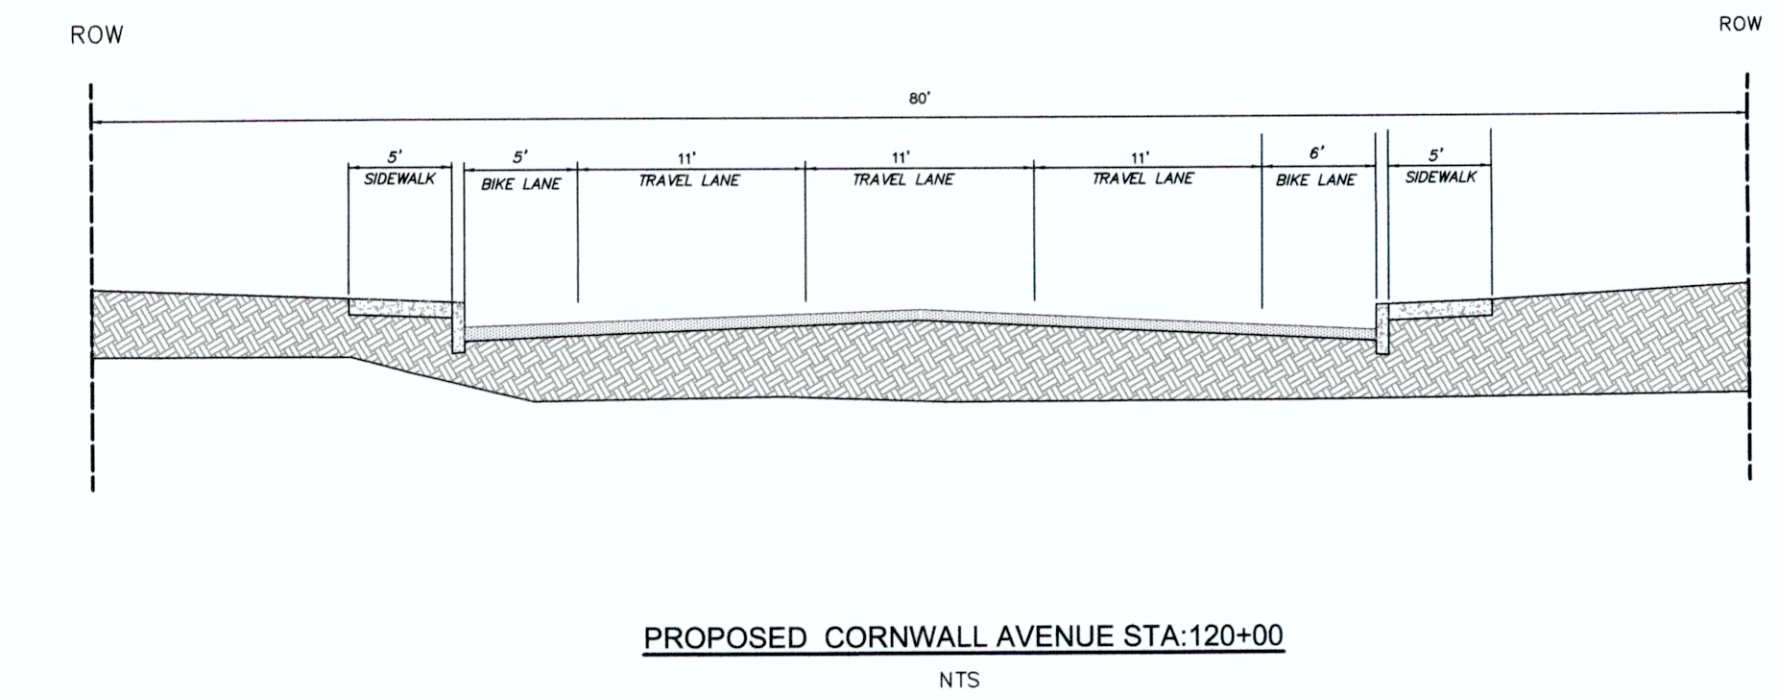 ROW
ROW
80'
5' 5' 11' 11' 11' 6' 5'
SIDEWALK BIKE LANE TRAVEL LANE TRAVEL LANE TRAVEL LANE BIKE LANE SIDEWALK
PROPOSED CORNWALL AVENUE STA:120+00
NTS